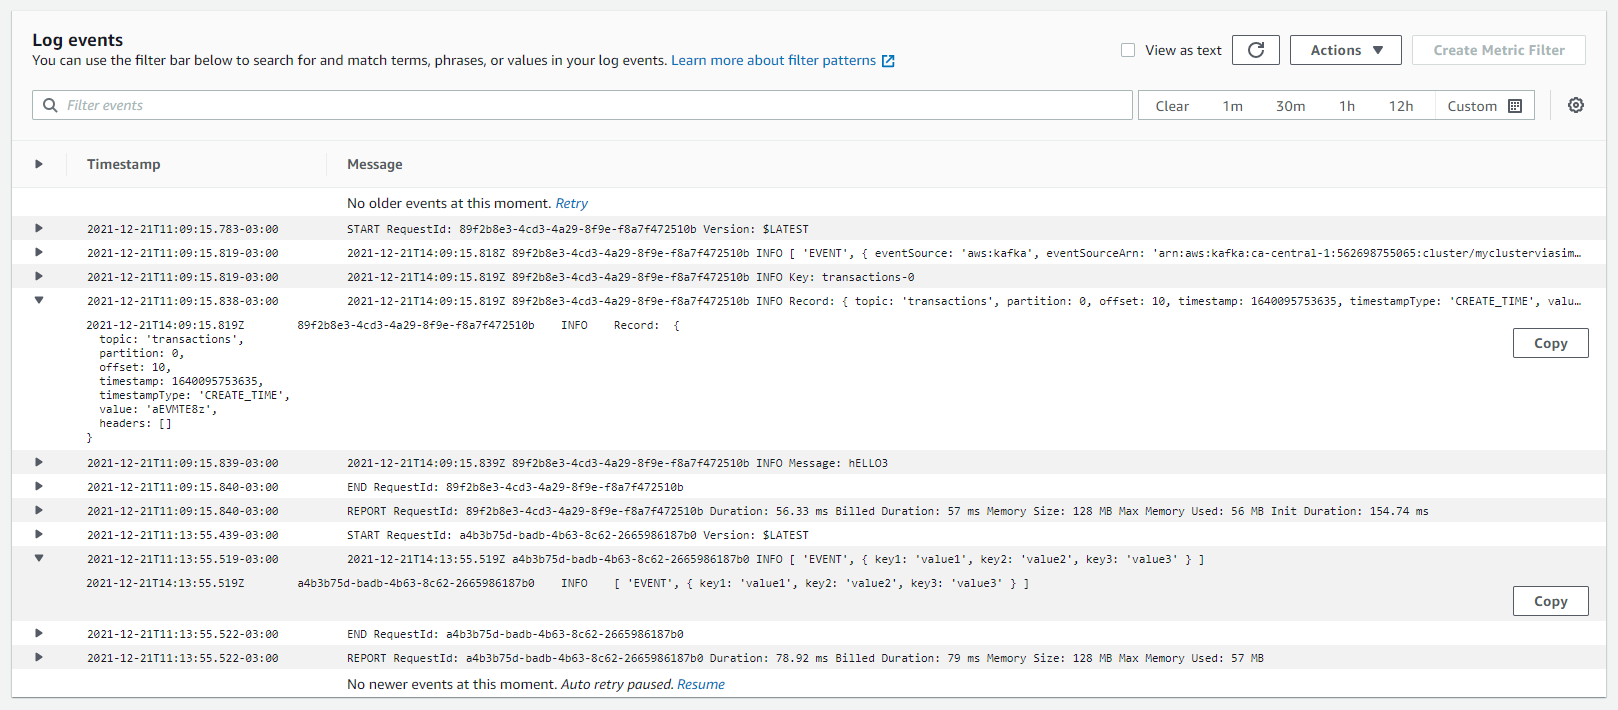 Log events
You can use the filter bar below to search for and match terms, phrases, or values in your log events. Learn more about filter patterns
View as text
Actions
Create Metric Filter
Filter events
Clear 1m 30m 1h 12h Custom
Timestamp Message
No older events at this moment. Retry
2021-12-21T11:09:15.783-03:00 START RequestId: 89f2b8e3-4cd3-4a29-8f9e-f8a7f472510b Version: $LATEST
2021-12-21T11:09:15.819-03:00 2021-12-21T14:09:15.818Z 89f2b8e3-4cd3-4a29-8f9e-f8a7f472510b INFO [ 'EVENT', { eventSource: 'aws:kafka', eventSourceArn: 'arn:aws:kafka:ca-central-1:562698755065:cluster/myclusterviasim…
2021-12-21T11:09:15.819-03:00 2021-12-21T14:09:15.819Z 89f2b8e3-4cd3-4a29-8f9e-f8a7f472510b INFO Key: transactions-0
2021-12-21T11:09:15.838-03:00 2021-12-21T14:09:15.819Z 89f2b8e3-4cd3-4a29-8f9e-f8a7f472510b INFO Record: { topic: 'transactions', partition: 0, offset: 10, timestamp: 1640095753635, timestampType: 'CREATE_TIME', valu…
2021-12-21T14:09:15.819Z 89f2b8e3-4cd3-4a29-8f9e-f8a7f472510b INFO Record: {
topic: 'transactions',
partition: 0,
offset: 10,
timestamp: 1640095753635,
timestampType: 'CREATE_TIME',
value: 'aEVMTE8z',
headers: []
}
Copy
2021-12-21T11:09:15.839-03:00 2021-12-21T14:09:15.839Z 89f2b8e3-4cd3-4a29-8f9e-f8a7f472510b INFO Message: hELLO3
2021-12-21T11:09:15.840-03:00 END RequestId: 89f2b8e3-4cd3-4a29-8f9e-f8a7f472510b
2021-12-21T11:09:15.840-03:00 REPORT RequestId: 89f2b8e3-4cd3-4a29-8f9e-f8a7f472510b Duration: 56.33 ms Billed Duration: 57 ms Memory Size: 128 MB Max Memory Used: 56 MB Init Duration: 154.74 ms
2021-12-21T11:13:55.439-03:00 START RequestId: a4b3b75d-badb-4b63-8c62-2665986187b0 Version: $LATEST
2021-12-21T11:13:55.519-03:00 2021-12-21T14:13:55.519Z a4b3b75d-badb-4b63-8c62-2665986187b0 INFO [ 'EVENT', { key1: 'value1', key2: 'value2', key3: 'value3' } ]
2021-12-21T14:13:55.519Z a4b3b75d-badb-4b63-8c62-2665986187b0 INFO [ 'EVENT', { key1: 'value1', key2: 'value2', key3: 'value3' } ]
Copy
2021-12-21T11:13:55.522-03:00 END RequestId: a4b3b75d-badb-4b63-8c62-2665986187b0
2021-12-21T11:13:55.522-03:00 REPORT RequestId: a4b3b75d-badb-4b63-8c62-2665986187b0 Duration: 78.92 ms Billed Duration: 79 ms Memory Size: 128 MB Max Memory Used: 57 MB
No newer events at this moment. Auto retry paused. Resume